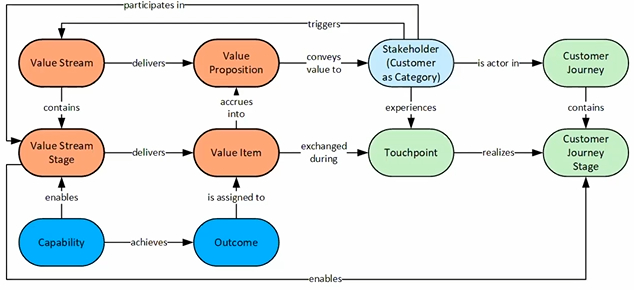 participates in
triggers
Value Stream
delivers
Value
Proposition
conveys
value to
Stakeholder
(Customer
as Category)
is actor in
Customer
Journey
contains
accrues
into
experiences
contains
Value Stream
Stage
delivers
Value Item
exchanged
during
Touchpoint
realizes
Customer
Journey
Stage
enables
is assigned to
Capability
achieves
Outcome
enables